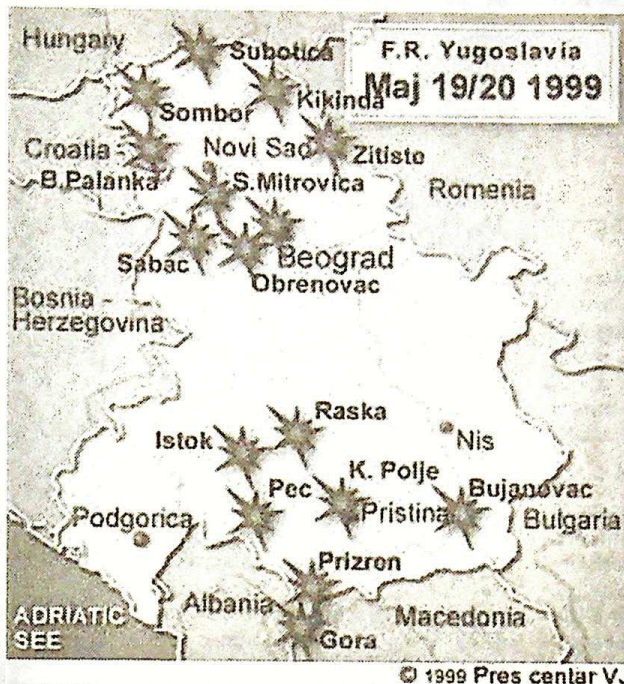 Hungary
Subotica
F.R. Yugoslavia
Maj 19/20 1999
Sombor
Kikinda
Croatia
Novi Sad
Zitiste
B.Palanka
S.Mitrovica
Romenia
Sabac
Beograd
Obrenovac
Bosnia -
Herzegovina
Raska
Istok
Nis
K. Polje
Pec
Pristina
Bujanovac
Podgorica
Bulgaria
Prizron
Albania
Macedonia
ADRIATIC
SEE
Gora
© 1999 Pres centar VJ